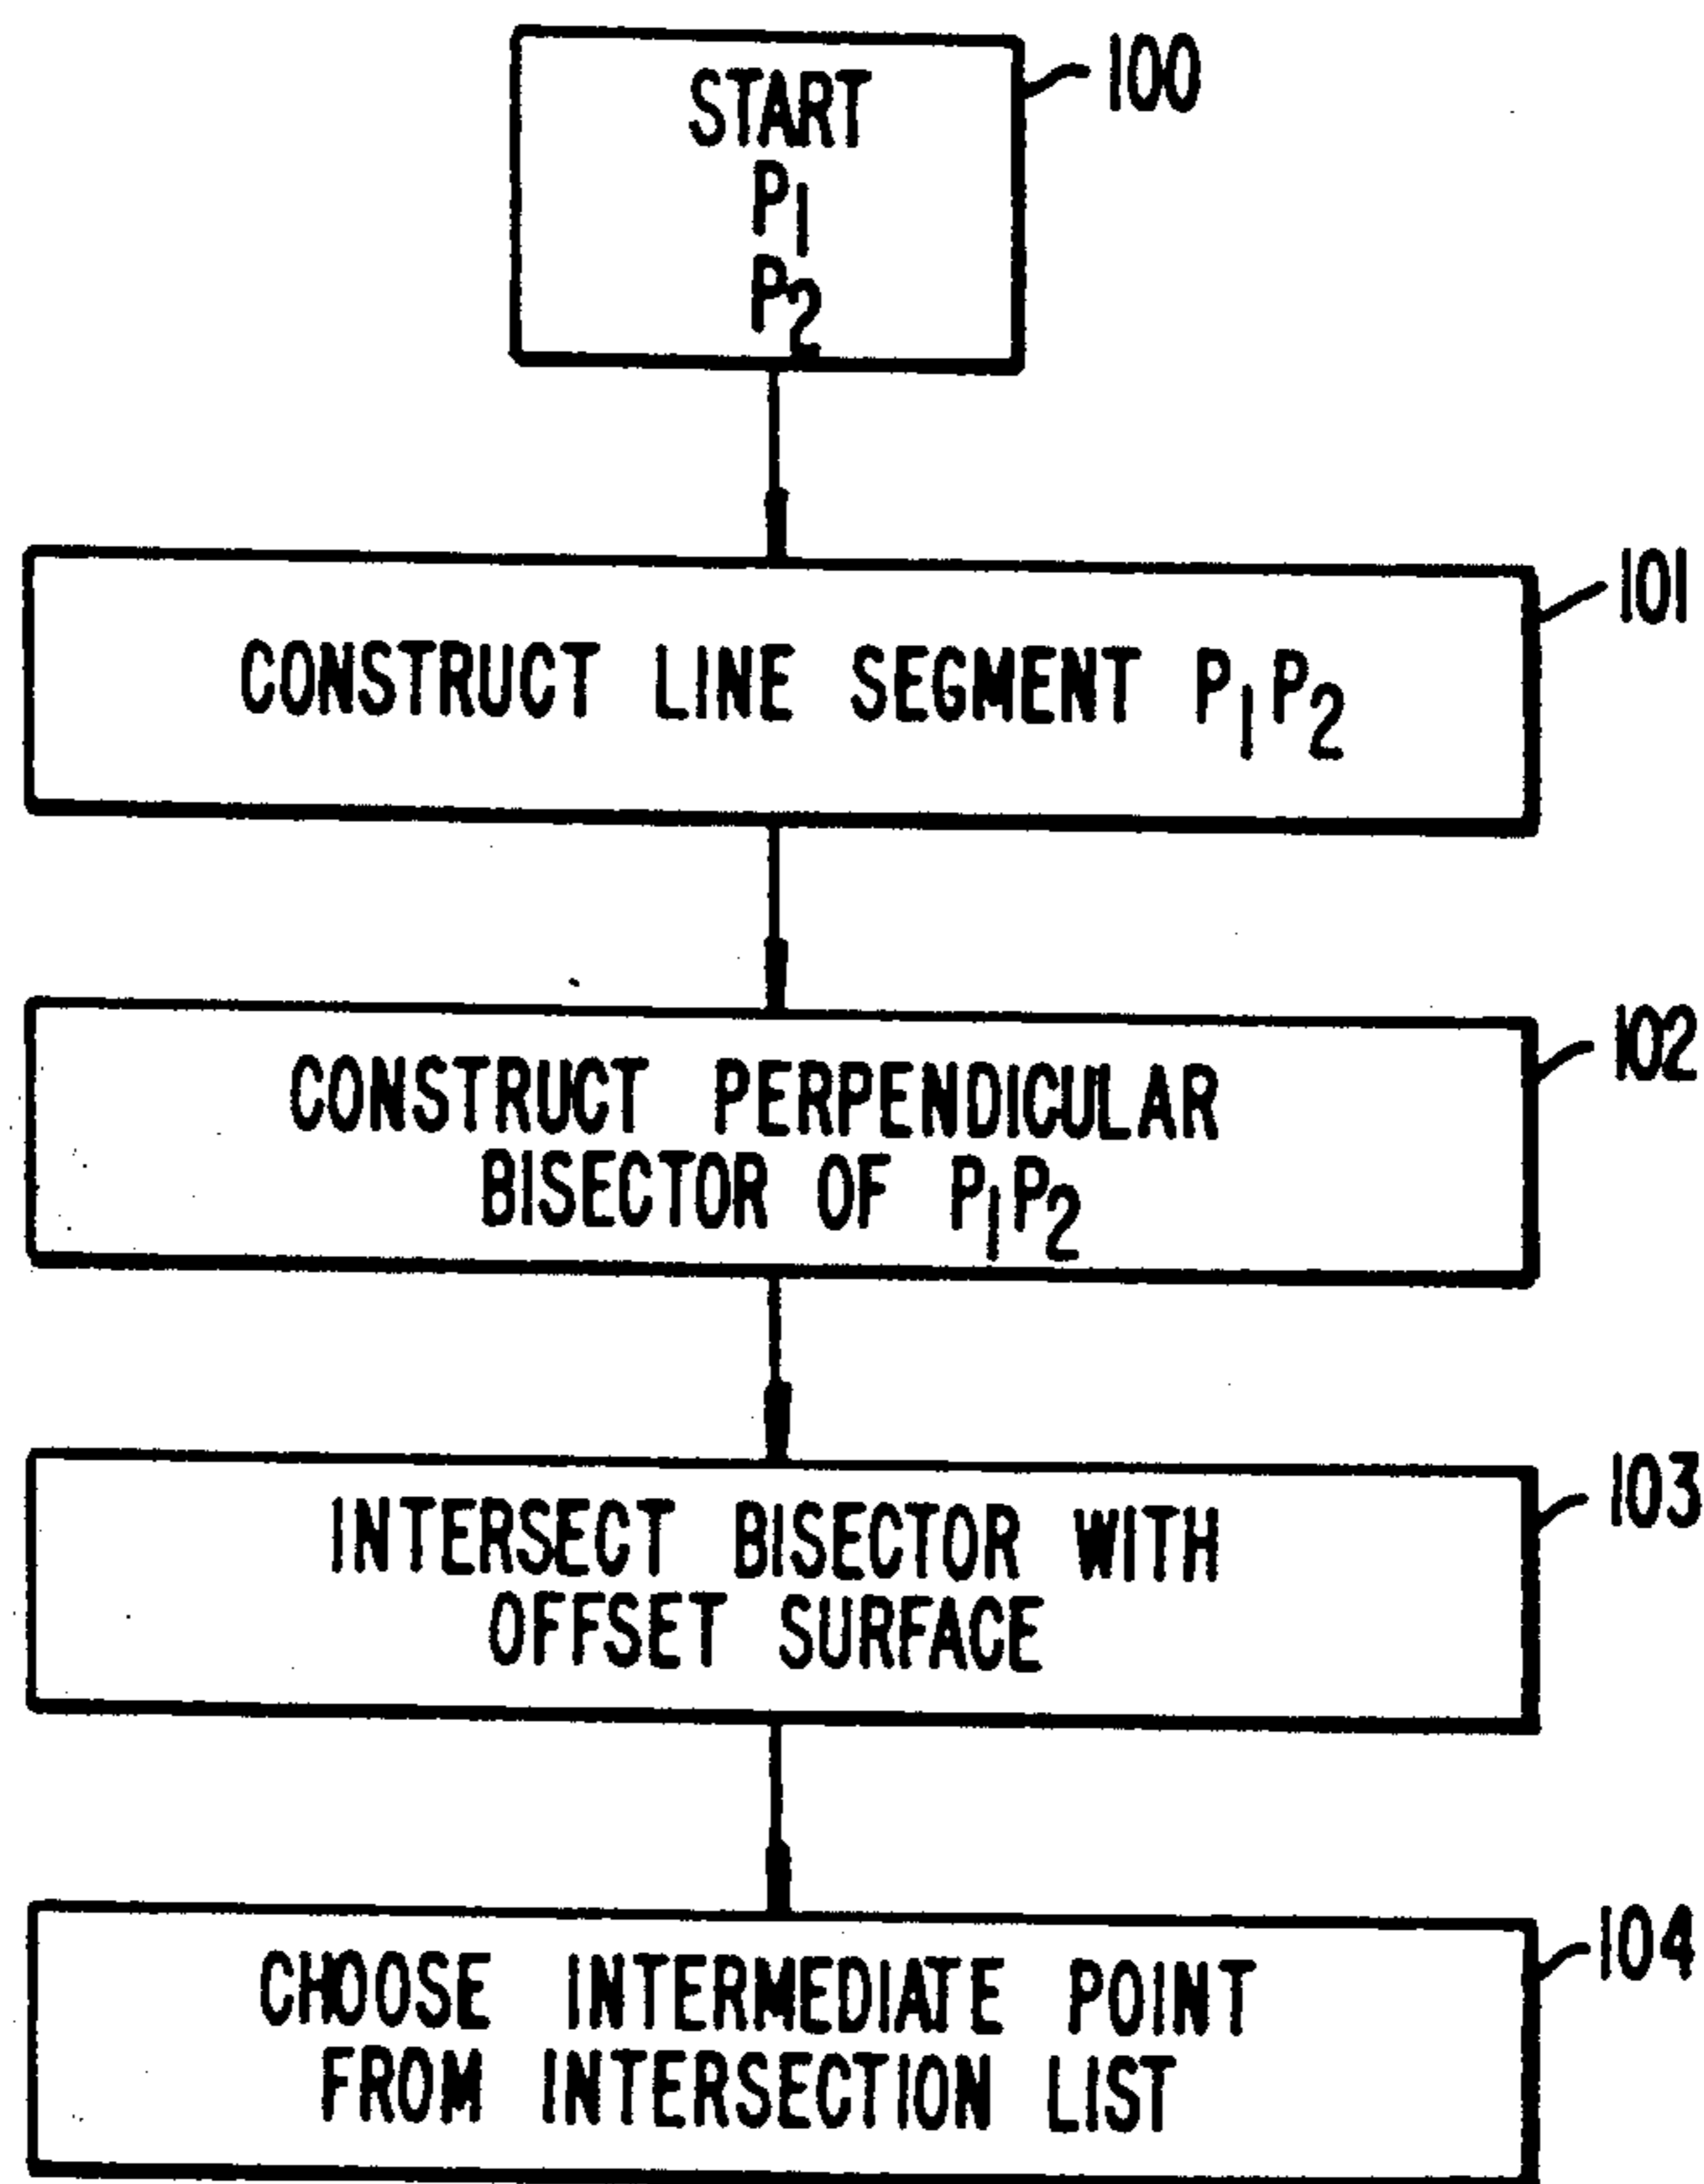 START
P₁
P₂
100
CONSTRUCT LINE SEGMENT P₁P₂
101
CONSTRUCT PERPENDICULAR
BISECTOR OF P₁P₂
102
INTERSECT BISECTOR WITH
OFFSET SURFACE
103
CHOOSE INTERMEDIATE POINT
FROM INTERSECTION LIST
104